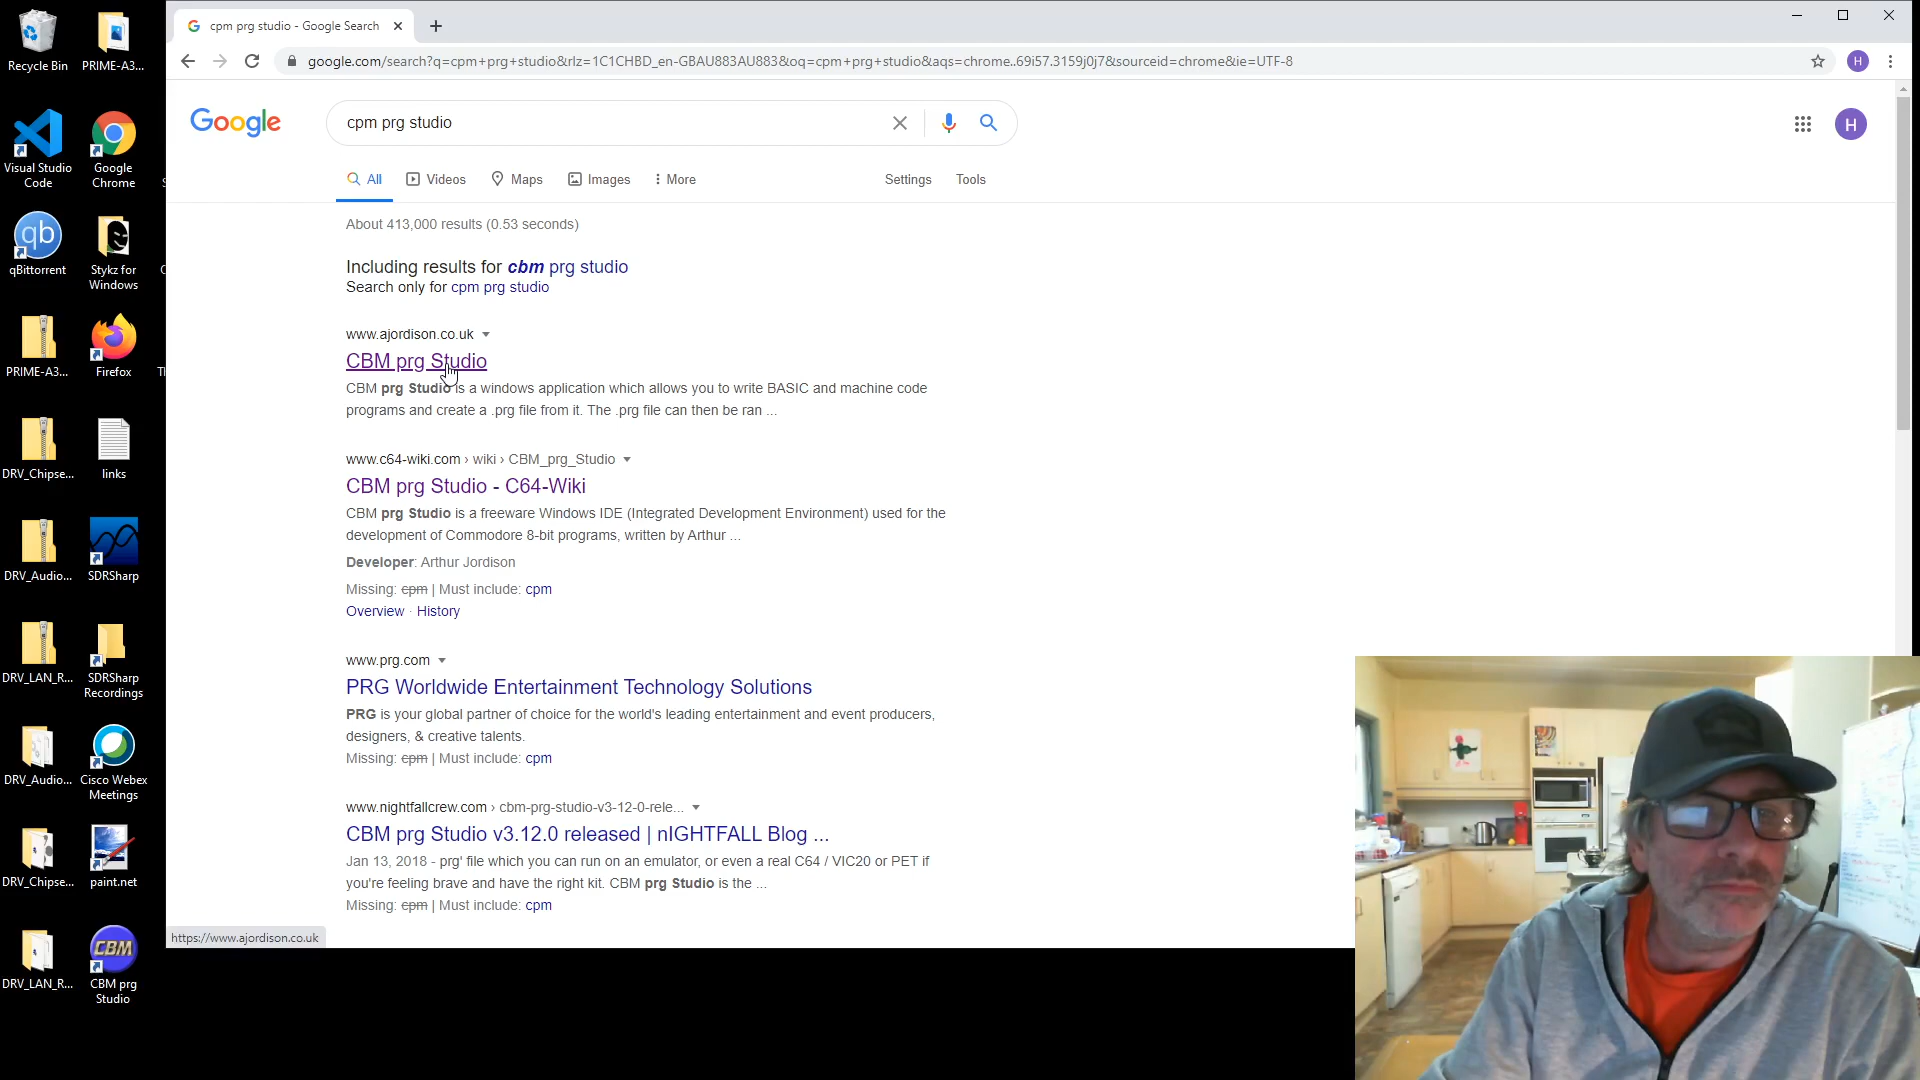 Recycle Bin
PRIME-A3...
Visual Studio
Code
Google
Chrome
qBittorrent
Stykz for
Windows
PRIME-A3...
Firefox
DRV_Chipse...
links
DRV_Audio...
SDRSharp
DRV_LAN_R...
SDRSharp
Recordings
DRV_Audio...
Cisco Webex
Meetings
DRV_Chipse...
paint.net
DRV_LAN_R...
CBM
CBM prg
Studio
cpm prg studio - Google Search
google.com/search?q=cpm+prg+studio&rlz=1C1CHBD_en-GBAU883AU883&oq=cpm+prg+studio&aqs=chrome..69i57.3159j0j7&sourceid=chrome&ie=UTF-8
H
Google
cpm prg studio
H
All
Videos
Maps
Images
More
Settings
Tools
About 413,000 results (0.53 seconds)
Including results for cbm prg studio
Search only for cpm prg studio
www.ajordison.co.uk
CBM prg Studio
CBM prg Studio is a windows application which allows you to write BASIC and machine code
programs and create a .prg file from it. The .prg file can then be ran ...
www.c64-wiki.com › wiki › CBM_prg_Studio
CBM prg Studio - C64-Wiki
CBM prg Studio is a freeware Windows IDE (Integrated Development Environment) used for the
development of Commodore 8-bit programs, written by Arthur ...
Developer: Arthur Jordison
Missing: cpm | Must include: cpm
Overview · History
www.prg.com
PRG Worldwide Entertainment Technology Solutions
PRG is your global partner of choice for the world's leading entertainment and event producers,
designers, & creative talents.
Missing: cpm | Must include: cpm
www.nightfallcrew.com › cbm-prg-studio-v3-12-0-rele...
CBM prg Studio v3.12.0 released | nIGHTFALL Blog ...
Jan 13, 2018 - prg' file which you can run on an emulator, or even a real C64 / VIC20 or PET if
you're feeling brave and have the right kit. CBM prg Studio is the ...
Missing: cpm | Must include: cpm
https://www.ajordison.co.uk